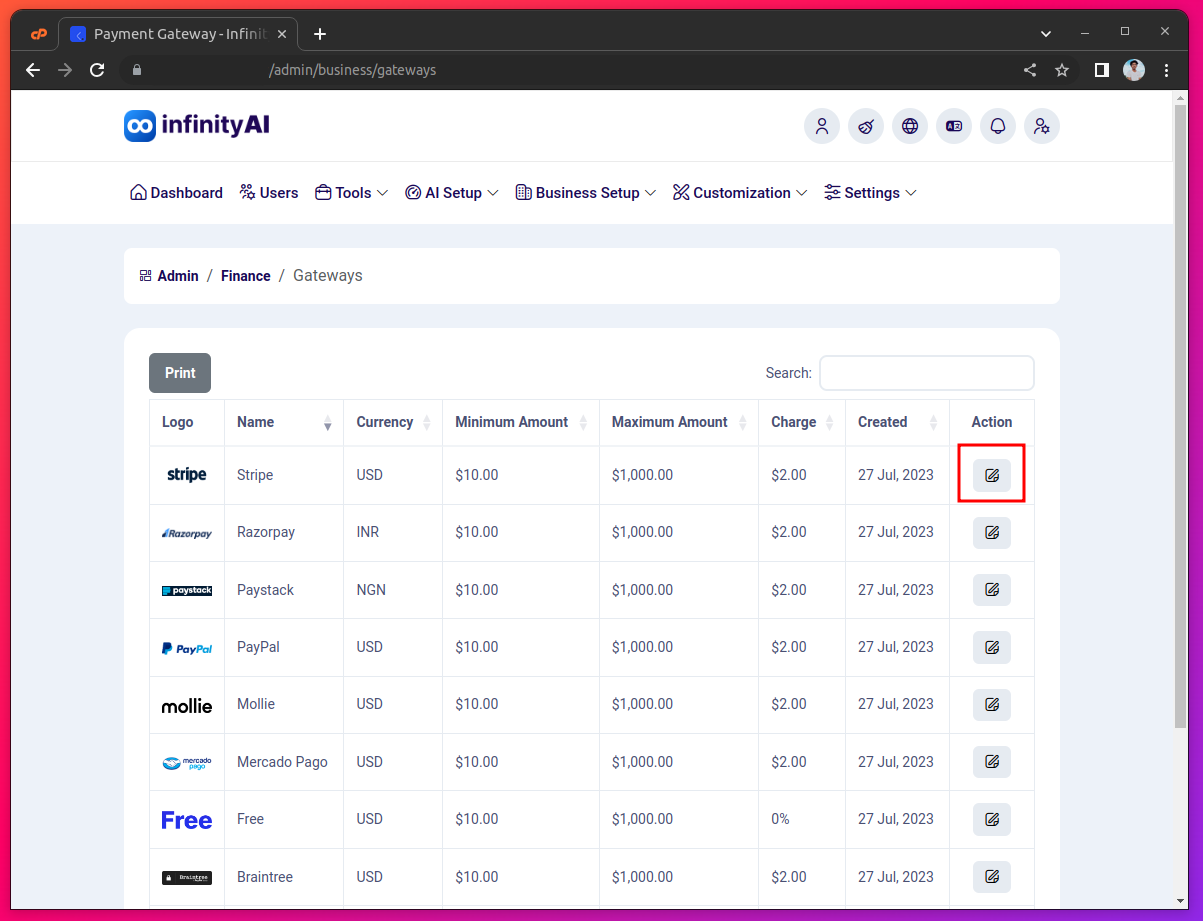 cP
Payment Gateway - Infinit
/admin/business/gateways
infinityAI
Dashboard Users Tools AI Setup Business Setup Customization Settings
Admin / Finance / Gateways
Print
Search:
Logo Name Currency Minimum Amount Maximum Amount Charge Created Action
stripe Stripe USD $10.00 $1,000.00 $2.00 27 Jul, 2023
Razorpay Razorpay INR $10.00 $1,000.00 $2.00 27 Jul, 2023
paystack Paystack NGN $10.00 $1,000.00 $2.00 27 Jul, 2023
PayPal PayPal USD $10.00 $1,000.00 $2.00 27 Jul, 2023
mollie Mollie USD $10.00 $1,000.00 $2.00 27 Jul, 2023
mercado pago Mercado Pago USD $10.00 $1,000.00 $2.00 27 Jul, 2023
Free Free USD $10.00 $1,000.00 0% 27 Jul, 2023
Braintree Braintree USD $10.00 $1,000.00 $2.00 27 Jul, 2023